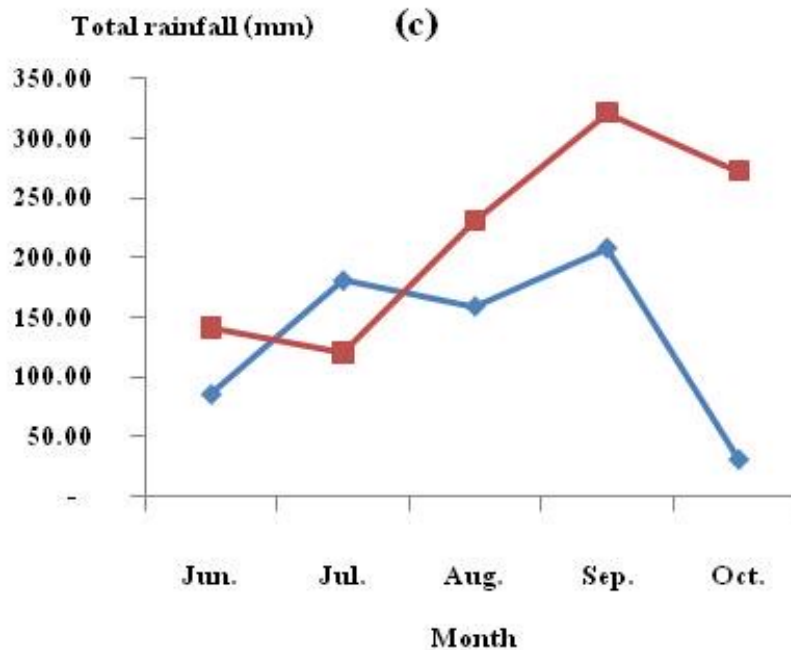 Total rainfall (mm) (c)
350.00
300.00
250.00
200.00
150.00
100.00
50.00
-
Jun. Jul. Aug. Sep. Oct.
Month